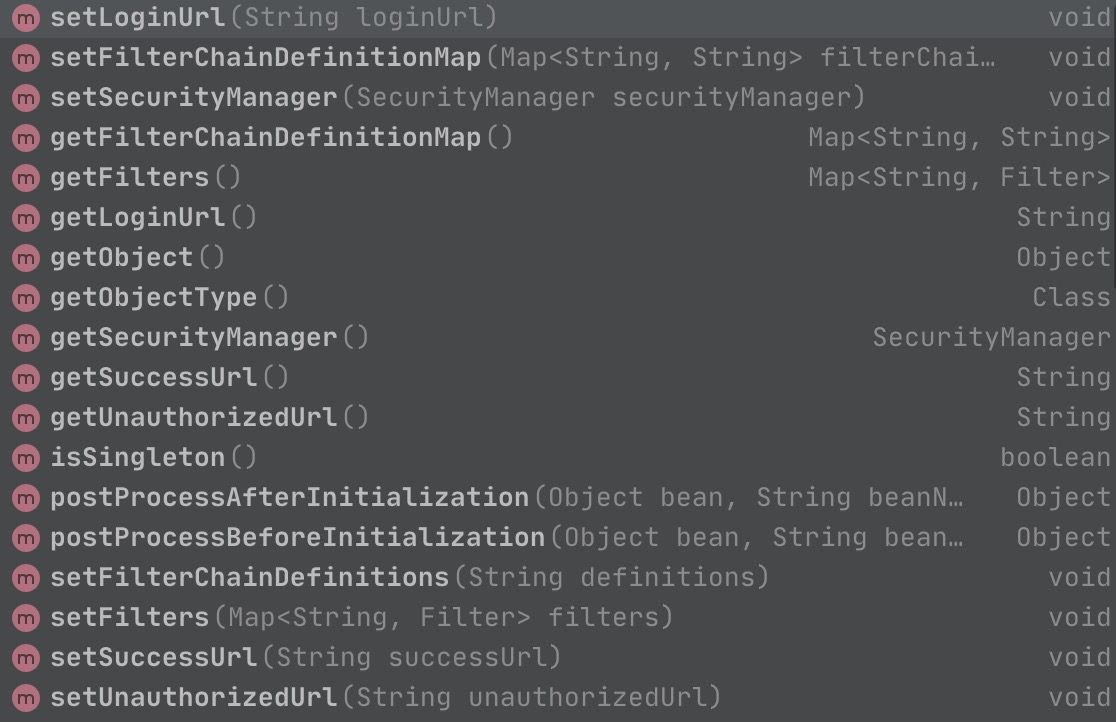 m setLoginUrl(String loginUrl) void
m setFilterChainDefinitionMap(Map<String, String> filterChai… void
m setSecurityManager(SecurityManager securityManager) void
m getFilterChainDefinitionMap() Map<String, String>
m getFilters() Map<String, Filter>
m getLoginUrl() String
m getObject() Object
m getObjectType() Class
m getSecurityManager() SecurityManager
m getSuccessUrl() String
m getUnauthorizedUrl() String
m isSingleton() boolean
m postProcessAfterInitialization(Object bean, String beanN… Object
m postProcessBeforeInitialization(Object bean, String bean… Object
m setFilterChainDefinitions(String definitions) void
m setFilters(Map<String, Filter> filters) void
m setSuccessUrl(String successUrl) void
m setUnauthorizedUrl(String unauthorizedUrl) void